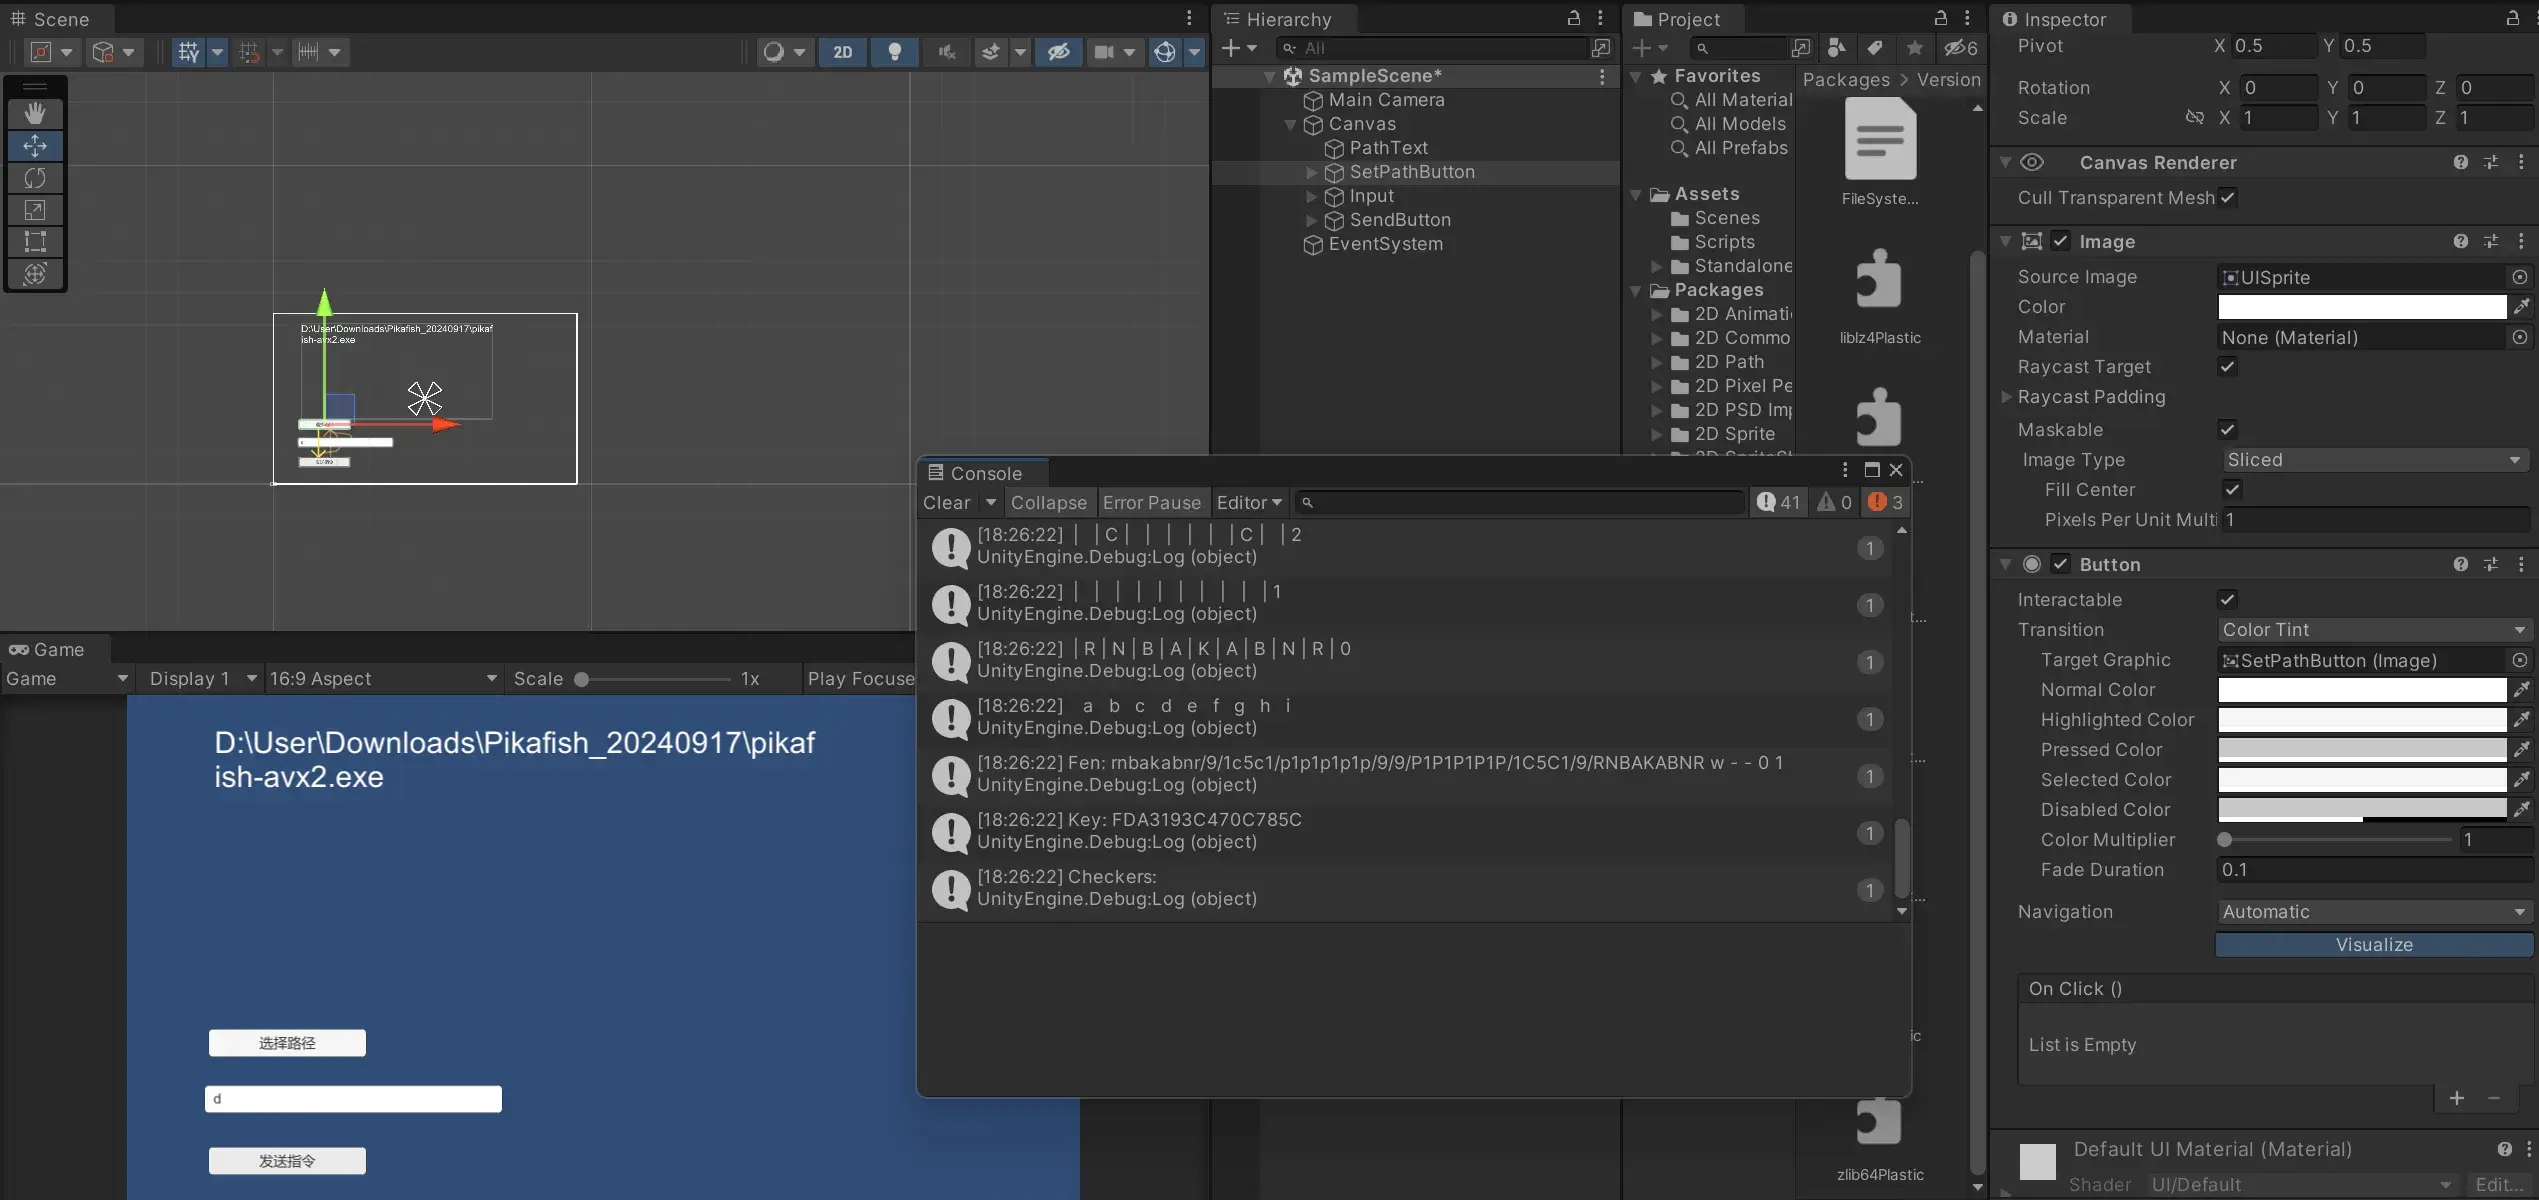 Scene
2D
D:\User\Downloads\Pikafish_20240917\pikaf
ish-avx2.exe
Game
Game
Display 1
16:9 Aspect
Scale
1x
Play Focuse
D:\User\Downloads\Pikafish_20240917\pikaf
ish-avx2.exe
选择路径
d
发送指令
Hierarchy
All
SampleScene*
Main Camera
Canvas
PathText
SetPathButton
Input
SendButton
EventSystem
Project
6
Favorites
All Material
All Models
All Prefabs
Assets
Scenes
Scripts
Standalone
Packages
2D Animati
2D Commo
2D Path
2D Pixel Pe
2D PSD Imp
2D Sprite
Packages > Version
FileSyste...
liblz4Plastic
zlib64Plastic
Console
Clear
Collapse
Error Pause
Editor
41
0
3
[18:26:22] | | C | | | | | | C | | 2
UnityEngine.Debug:Log (object)
1
[18:26:22] | | | | | | | | | | 1
UnityEngine.Debug:Log (object)
1
[18:26:22] | R | N | B | A | K | A | B | N | R | 0
UnityEngine.Debug:Log (object)
1
[18:26:22] a b c d e f g h i
UnityEngine.Debug:Log (object)
1
[18:26:22] Fen: rnbakabnr/9/1c5c1/p1p1p1p1p/9/9/P1P1P1P1P/1C5C1/9/RNBAKABNR w - - 0 1
UnityEngine.Debug:Log (object)
1
[18:26:22] Key: FDA3193C470C785C
UnityEngine.Debug:Log (object)
1
[18:26:22] Checkers:
UnityEngine.Debug:Log (object)
1
Inspector
Pivot X 0.5 Y 0.5
Rotation X 0 Y 0 Z 0
Scale X 1 Y 1 Z 1
Canvas Renderer
Cull Transparent Mesh
Image
Source Image UISprite
Color
Material None (Material)
Raycast Target
Raycast Padding
Maskable
Image Type Sliced
Fill Center
Pixels Per Unit Multi 1
Button
Interactable
Transition Color Tint
Target Graphic SetPathButton (Image)
Normal Color
Highlighted Color
Pressed Color
Selected Color
Disabled Color
Color Multiplier 1
Fade Duration 0.1
Navigation Automatic
Visualize
On Click ()
List is Empty
Default UI Material (Material)
Shader UI/Default Edit...